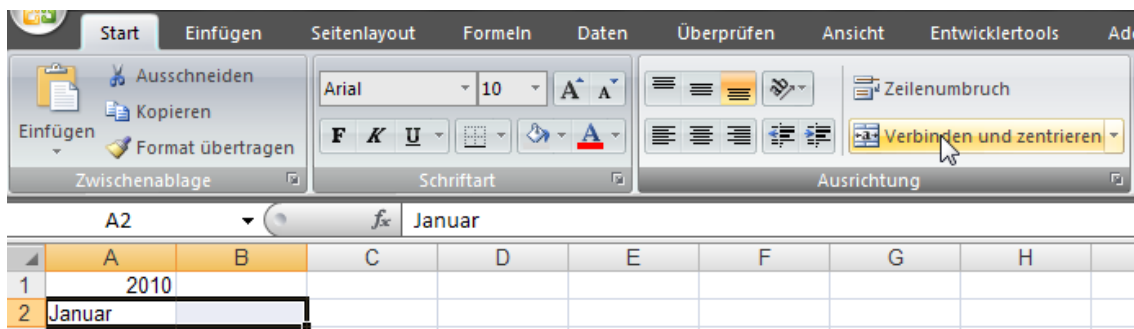 Start Einfügen Seitenlayout Formeln Daten Überprüfen Ansicht Entwicklertools
Ausschneiden
Kopieren
Einfügen
Format übertragen
Zwischenablage
Arial 10 A A
F K U A
Schriftart
Zeilenumbruch
a Verbinden und zentrieren
Ausrichtung
A2 fx Januar
A B C D E F G H
1 2010
2 Januar